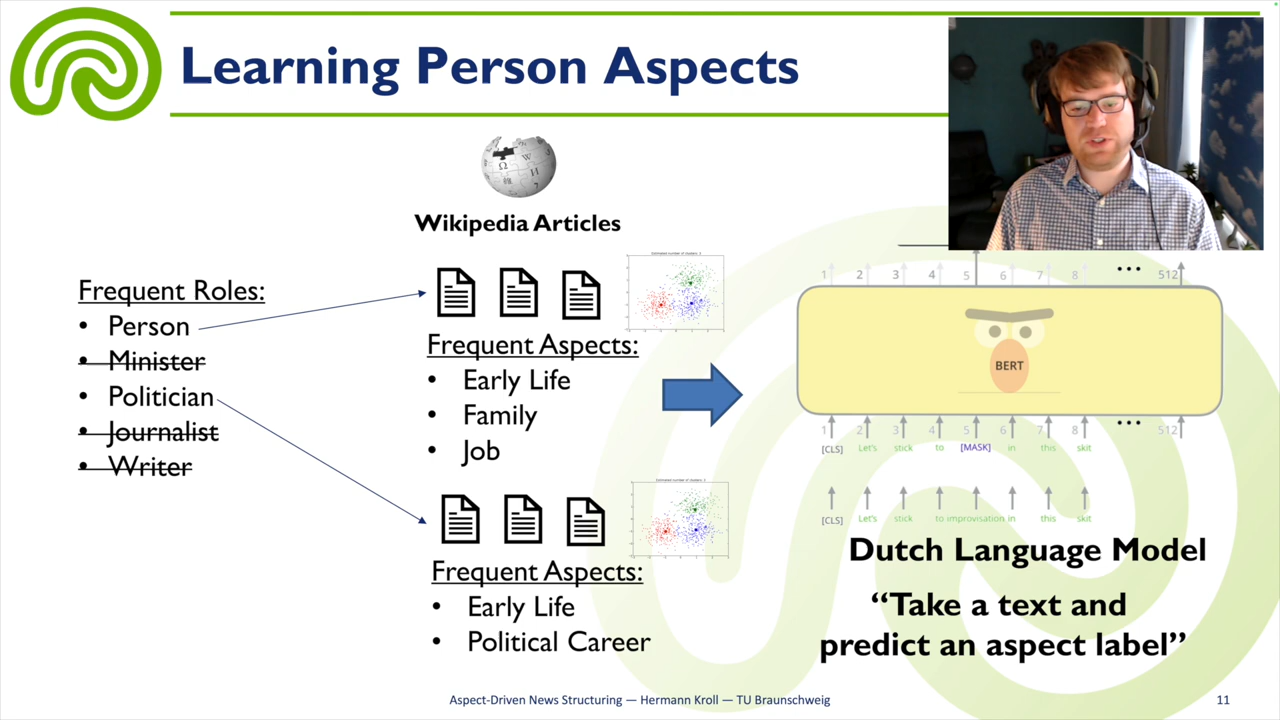 Learning Person Aspects
Wikipedia Articles
Frequent Roles:
• Person
• Minister
• Politician
• Journalist
• Writer
Frequent Aspects:
• Early Life
• Family
• Job
Frequent Aspects:
• Early Life
• Political Career
1 2 3 4 5 6 7 8 ••• 512
BERT
1 2 3 4 5 6 7 8 ••• 512
[CLS] Let's stick to [MASK] in this skit
[CLS] Let's stick to improvisation in this skit
Dutch Language Model
“Take a text and
predict an aspect label”
Aspect-Driven News Structuring — Hermann Kroll — TU Braunschweig
11